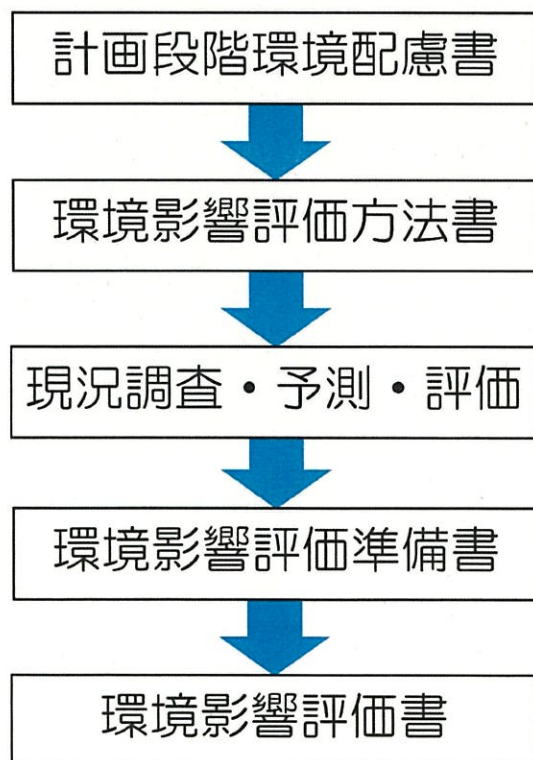 計画段階環境配慮書
環境影響評価方法書
現況調査・予測・評価
環境影響評価準備書
環境影響評価書